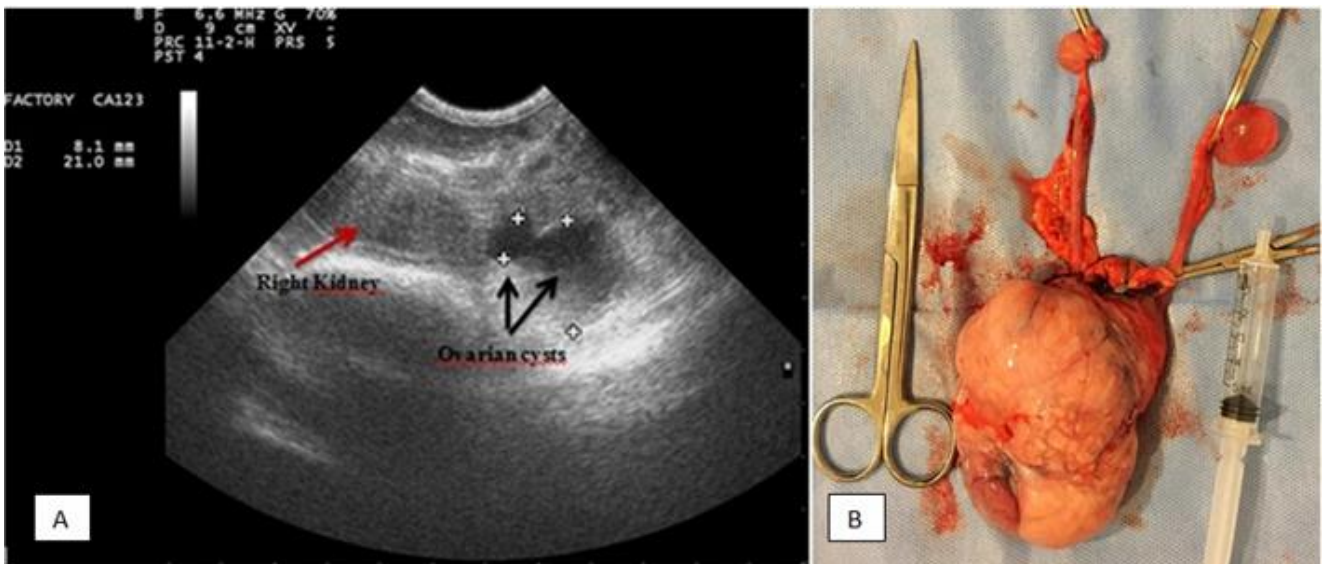 8 F 6.6 MHz G 70%
D 9 cm XV -
PRC 11-2-H PRS 5
PST 4
FACTORY CA123
D1 8.1 mm
D2 21.0 mm
Right Kidney
Ovarian cysts
A
B